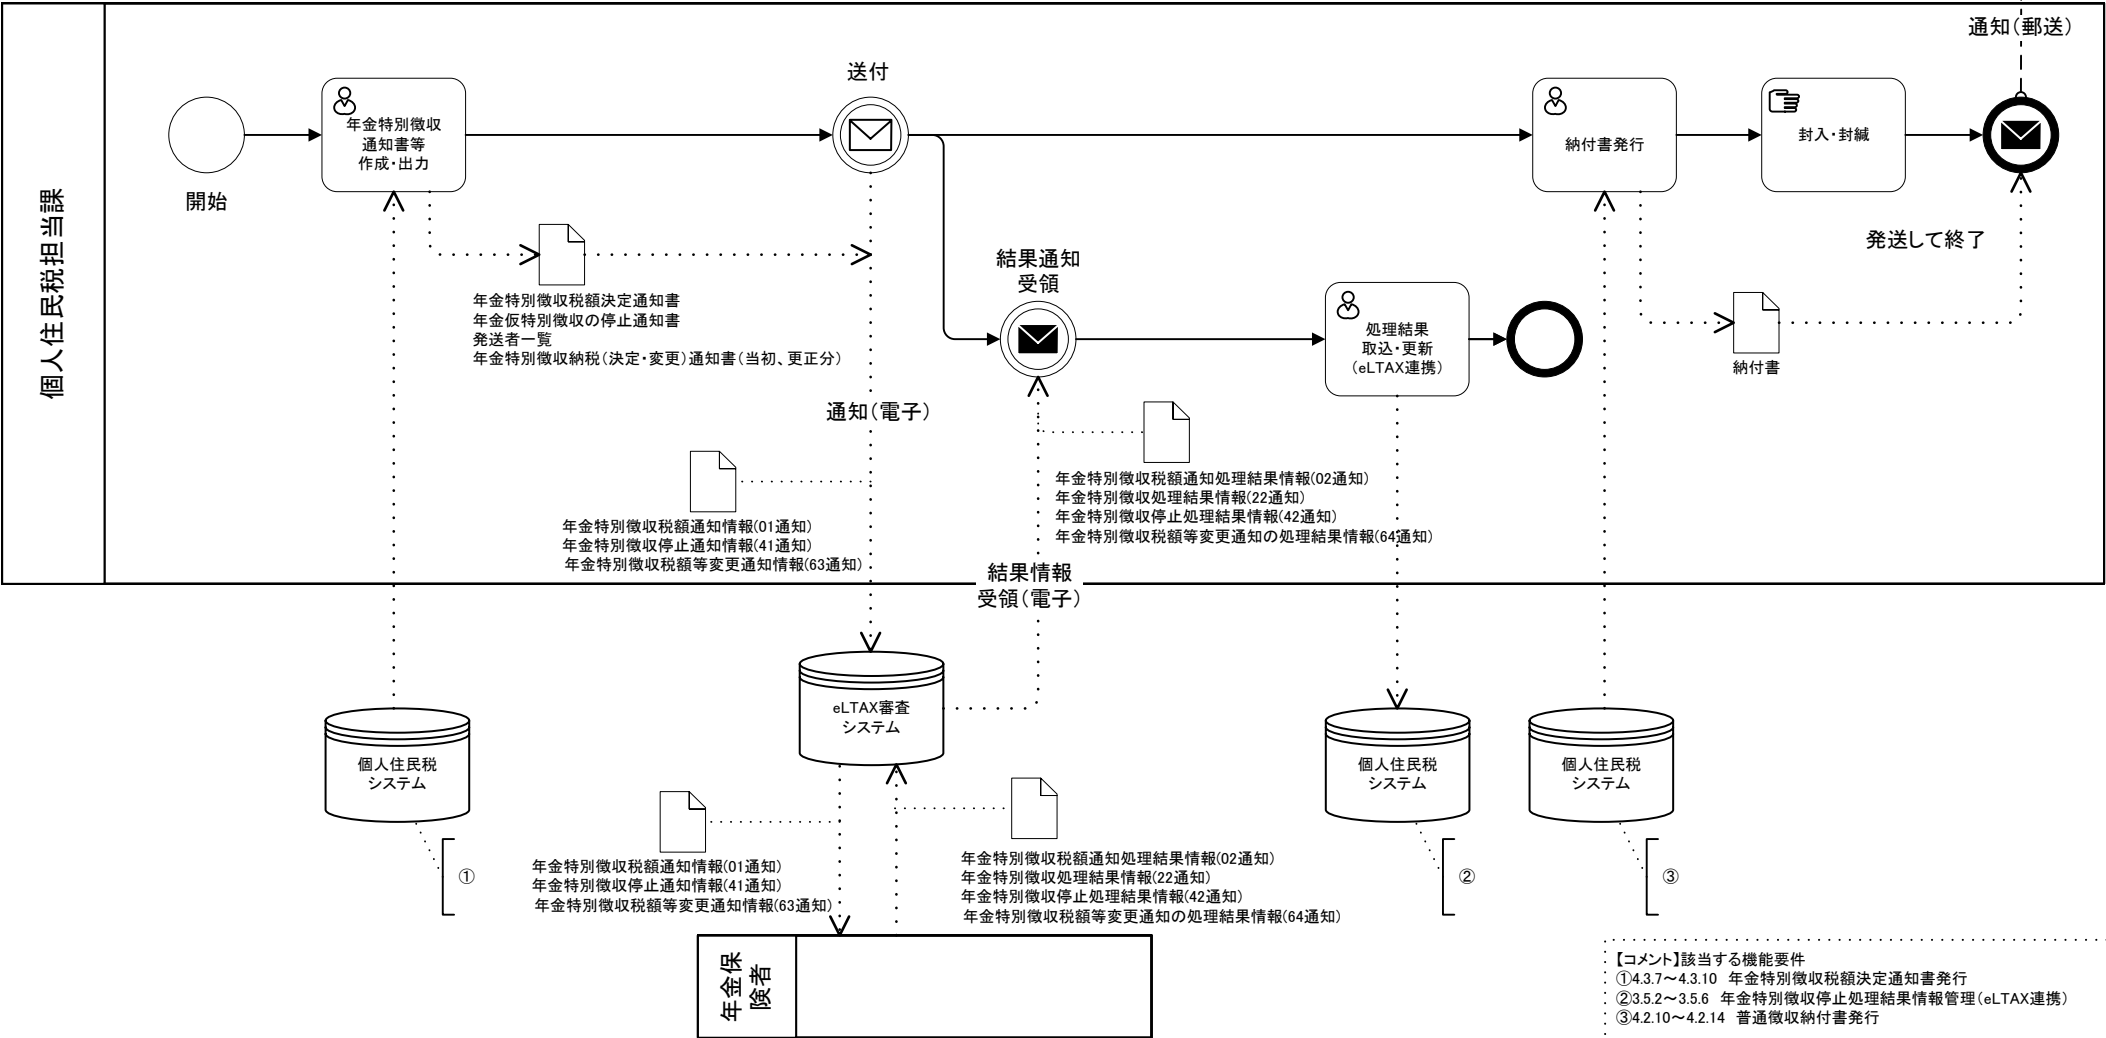 個人住民税担当課
開始
年金特別徴収
通知書等
作成・出力
送付
納付書発行
封入・封緘
通知(郵送)
年金特別徴収税額決定通知書
年金仮特別徴収の停止通知書
発送者一覧
年金特別徴収納税(決定・変更)通知書(当初、更正分)
結果通知
受領
処理結果
取込・更新
(eLTAX連携)
発送して終了
納付書
通知(電子)
年金特別徴収税額通知情報(01通知)
年金特別徴収停止通知情報(41通知)
年金特別徴収税額等変更通知情報(63通知)
年金特別徴収税額通知処理結果情報(02通知)
年金特別徴収処理結果情報(22通知)
年金特別徴収停止処理結果情報(42通知)
年金特別徴収税額等変更通知の処理結果情報(64通知)
結果情報
受領(電子)
個人住民税
システム
eLTAX審査
システム
個人住民税
システム
個人住民税
システム
①
年金特別徴収税額通知情報(01通知)
年金特別徴収停止通知情報(41通知)
年金特別徴収税額等変更通知情報(63通知)
年金特別徴収税額通知処理結果情報(02通知)
年金特別徴収処理結果情報(22通知)
年金特別徴収停止処理結果情報(42通知)
年金特別徴収税額等変更通知の処理結果情報(64通知)
②
③
年金保
険者
【コメント】該当する機能要件
①4.3.7～4.3.10 年金特別徴収税額決定通知書発行
②3.5.2～3.5.6 年金特別徴収停止処理結果情報管理(eLTAX連携)
③4.2.10～4.2.14 普通徴収納付書発行